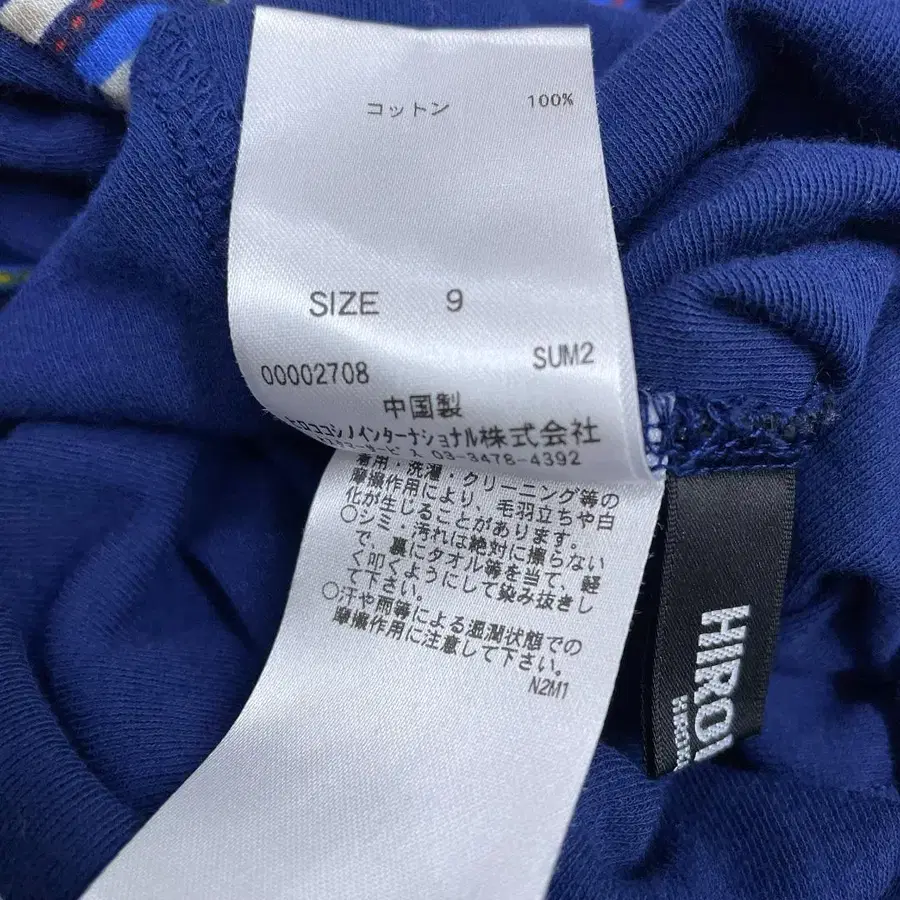 コットン 100%
SIZE 9
00002708 SUM2
中国製
ヒロココシノインターナショナル株式会社
03-3478-4392
着用・洗濯・クリーニング等の
摩擦作用により、毛羽立ちや白
化が生じることがあります。
○シミ・汚れは絶対に擦らない
で、裏にタオル等を当て、軽
く叩くようにして染み抜きし
て下さい。
○汗や雨等による湿潤状態での
摩擦作用に注意して下さい。
N2M1
HIRO
HIROK